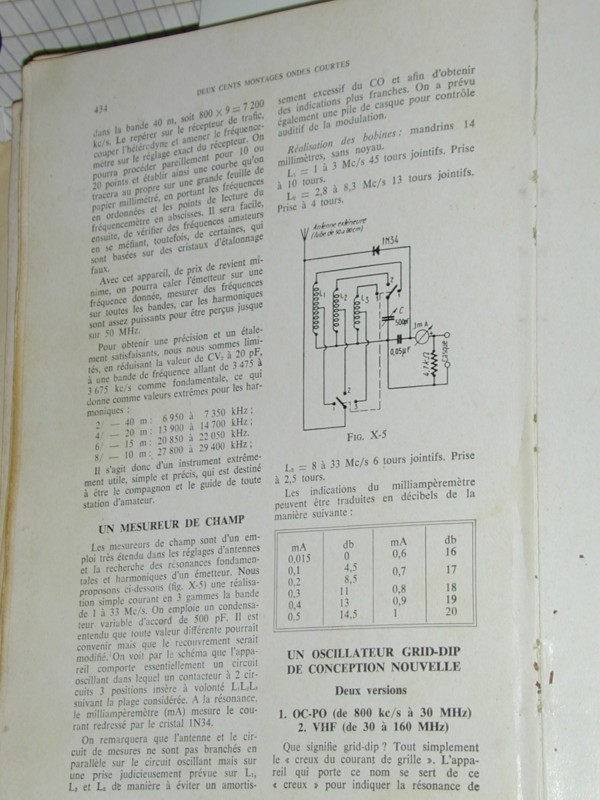 434
DEUX CENTS MONTAGES ONDES COURTES
dans la bande 40 m, soit 800 × 9 = 7 200
kc/s. Le repérer sur le récepteur de trafic,
couper l'hétérodyne et amener le fréquence-
mètre sur le réglage exact du récepteur. On
pourra procéder pareillement pour 10 ou
20 points et établir ainsi une courbe qu'on
tracera au propre sur une grande feuille de
papier millimétré, en portant les fréquences
en ordonnées et les points de lecture du
fréquencemètre en abscisses. Il sera facile,
ensuite, de vérifier des fréquences amateurs
en se méfiant, toutefois, de certaines, qui
sont basées sur des cristaux d'étalonnage
faux.
Avec cet appareil, de prix de revient mi-
nime, on pourra caler l'émetteur sur une
fréquence donnée, mesurer des fréquences
sur toutes les bandes, car les harmoniques
sont assez puissants pour être perçus jusque
sur 50 MHz.
Pour obtenir une précision et un étale-
ment satisfaisants, nous nous sommes limi-
tés, en réduisant la valeur de CV₁ à 20 pF,
à une bande de fréquence allant de 3 475 à
3 675 kc/s comme fondamentale, ce qui
donne comme valeurs extrêmes pour les har-
moniques :
2/ — 40 m : 6 950 à 7 350 kHz ;
4/ — 20 m : 13 900 à 14 700 kHz ;
6/ — 15 m : 20 850 à 22 050 kHz.
8/ — 10 m : 27 800 à 29 400 kHz ;
Il s'agit donc d'un instrument extrême-
ment utile, simple et précis, qui est destiné
à être le compagnon et le guide de toute
station d'amateur.
UN MESUREUR DE CHAMP
Les mesureurs de champ sont d'un em-
ploi très étendu dans les réglages d'antennes
et la recherche des résonances fondamen-
tales et harmoniques d'un émetteur. Nous
proposons ci-dessous (fig. X-5) une réalisa-
tion simple courant en 3 gammes la bande
de 1 à 33 Mc/s. On emploie un condensa-
teur variable d'accord de 500 pF. Il est
entendu que toute valeur différente pourrait
convenir mais que le recouvrement serait
modifié. On voit par le schéma que l'appa-
reil comporte essentiellement un circuit
oscillant dans lequel un contacteur à 2 cir-
cuits 3 positions insère à volonté L₁L₂L₃
suivant la plage considérée. A la résonance,
le milliampèremètre (mA) mesure le cou-
rant redressé par le cristal 1N34.
On remarquera que l'antenne et le cir-
cuit de mesures ne sont pas branchés en
parallèle sur le circuit oscillant mais sur
une prise judicieusement prévue sur L₁,
L₂ et L₃ de manière à éviter un amortis-
sement excessif du CO et afin d'obtenir
des indications plus franches. On a prévu
également une pile de casque pour contrôle
auditif de la modulation.
Réalisation des bobines : mandrins 14
millimètres, sans noyau.
L₁ = 1 à 3 Mc/s 45 tours jointifs. Prise
à 10 tours.
L₂ = 2,8 à 8,3 Mc/s 13 tours jointifs.
Prise à 4 tours.
Antenne extérieure
1N34
L1
L2
L3
2
1
3
C
500pF
1mA
0,05µF
4,7kΩ
casque
2
1
3
FIG. X-5
L₃ = 8 à 33 Mc/s 6 tours jointifs. Prise
à 2,5 tours.
Les indications du milliampèremètre
peuvent être traduites en décibels de la
manière suivante :
mA db mA db
0,015 0 0,6 16
0,1 4,5 0,7 17
0,2 8,5
0,3 11 0,8 18
0,4 13 0,9 19
0,5 14,5 1 20
UN OSCILLATEUR GRID-DIP
DE CONCEPTION NOUVELLE
Deux versions
1. OC-PO (de 800 kc/s à 30 MHz)
2. VHF (de 30 à 160 MHz)
Que signifie grid-dip ? Tout simplement
le « creux du courant de grille ». L'appa-
reil qui porte ce nom se sert de ce
« creux » pour indiquer la résonance de